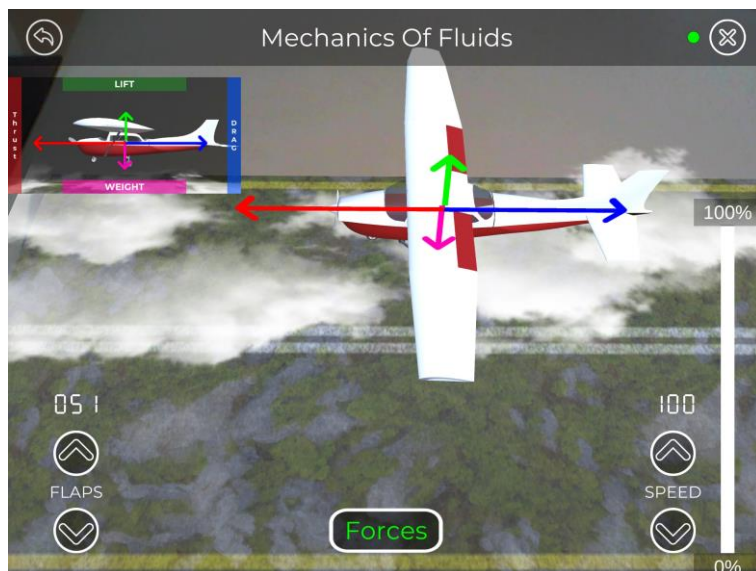 Mechanics Of Fluids
LIFT
Thrust
DRAG
WEIGHT
100%
051
100
FLAPS
SPEED
Forces
0%